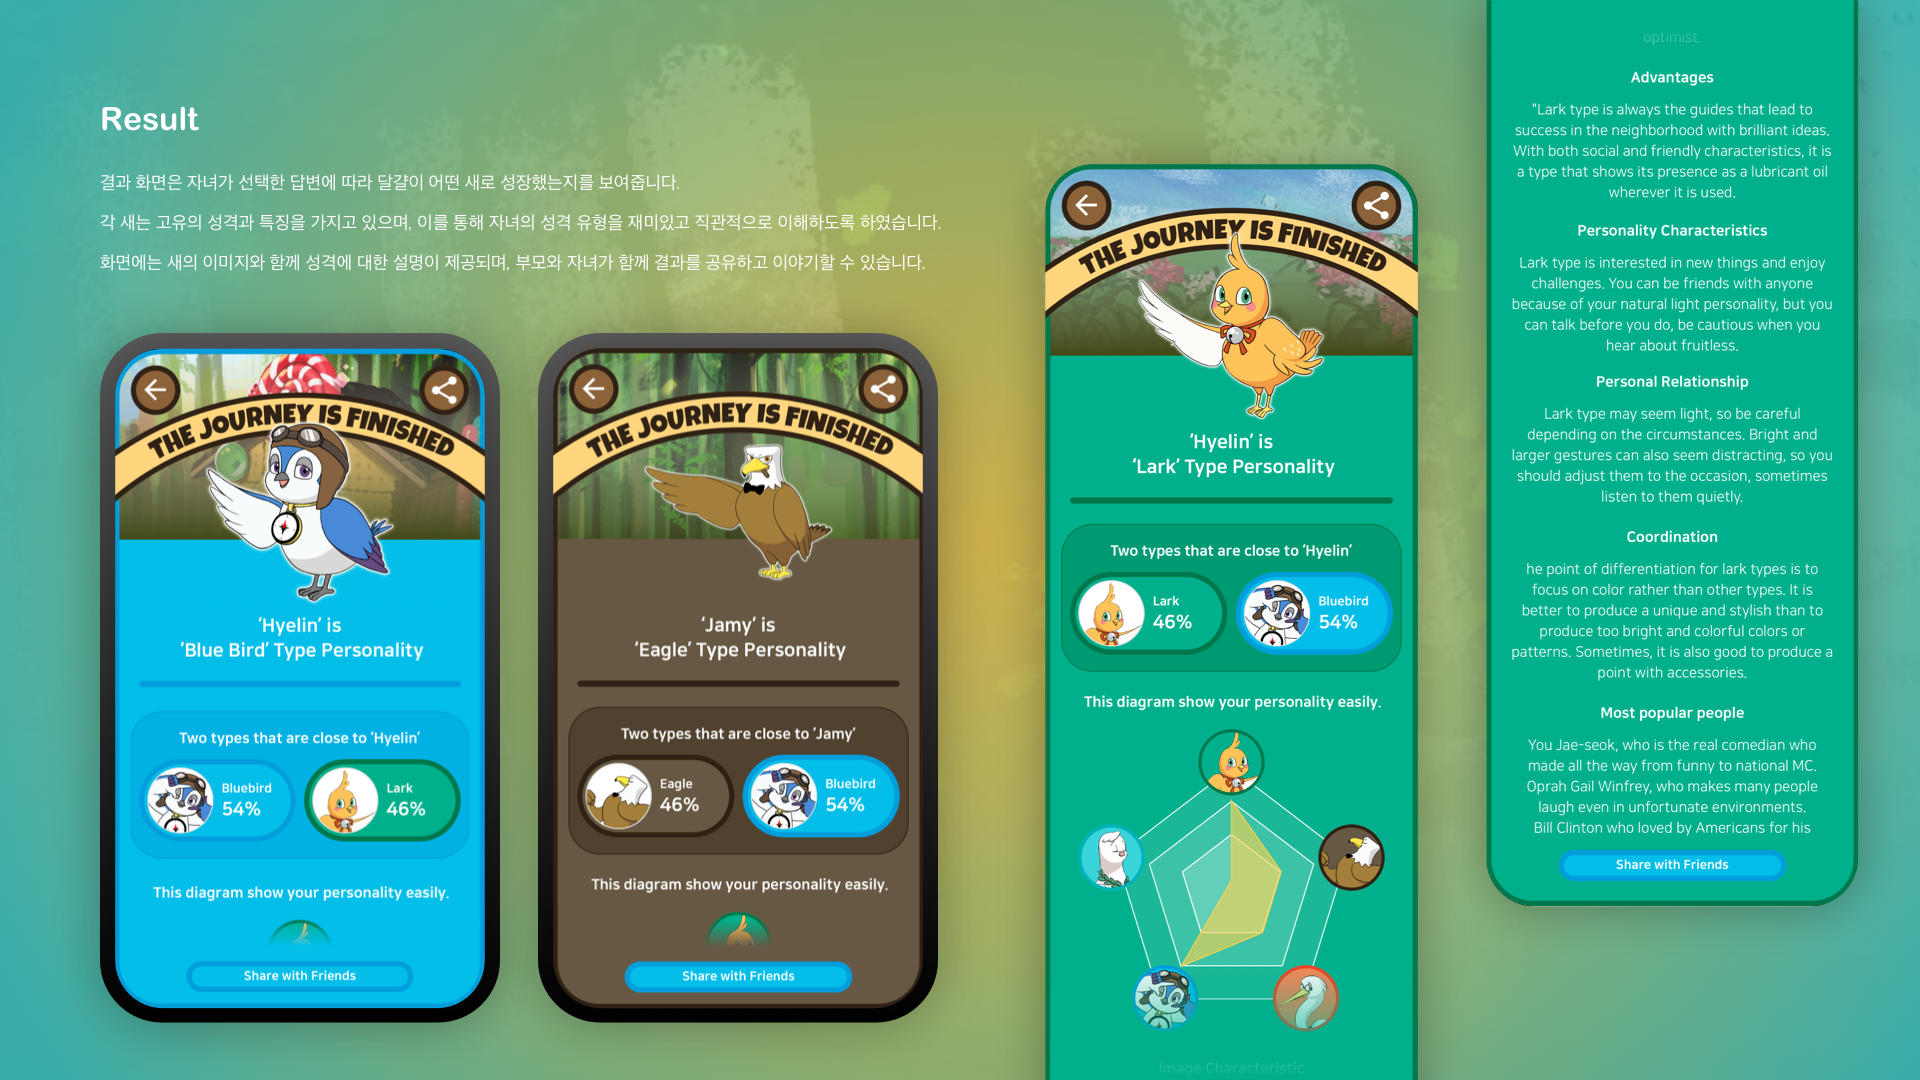 Result
결과 화면은 자녀가 선택한 답변에 따라 달걀이 어떤 새로 성장했는지를 보여줍니다.
각 새는 고유의 성격과 특징을 가지고 있으며, 이를 통해 자녀의 성격 유형을 재미있고 직관적으로 이해하도록 하였습니다.
화면에는 새의 이미지와 함께 성격에 대한 설명이 제공되며, 부모와 자녀가 함께 결과를 공유하고 이야기할 수 있습니다.
THE JOURNEY IS FINISHED
'Hyelin' is
'Blue Bird' Type Personality
Two types that are close to 'Hyelin'
Bluebird
54%
Lark
46%
This diagram show your personality easily.
Share with Friends
THE JOURNEY IS FINISHED
'Jamy' is
'Eagle' Type Personality
Two types that are close to 'Jamy'
Eagle
46%
Bluebird
54%
This diagram show your personality easily.
Share with Friends
THE JOURNEY IS FINISHED
'Hyelin' is
'Lark' Type Personality
Two types that are close to 'Hyelin'
Lark
46%
Bluebird
54%
This diagram show your personality easily.
Image Characteristic
optimist.
Advantages
"Lark type is always the guides that lead to
success in the neighborhood with brilliant ideas.
With both social and friendly characteristics, it is
a type that shows its presence as a lubricant oil
wherever it is used.
Personality Characteristics
Lark type is interested in new things and enjoy
challenges. You can be friends with anyone
because of your natural light personality, but you
can talk before you do, be cautious when you
hear about fruitless.
Personal Relationship
Lark type may seem light, so be careful
depending on the circumstances. Bright and
larger gestures can also seem distracting, so you
should adjust them to the occasion, sometimes
listen to them quietly.
Coordination
he point of differentiation for lark types is to
focus on color rather than other types. It is
better to produce a unique and stylish than to
produce too bright and colorful colors or
patterns. Sometimes, it is also good to produce a
point with accessories.
Most popular people
You Jae-seok, who is the real comedian who
made all the way from funny to national MC.
Oprah Gail Winfrey, who makes many people
laugh even in unfortunate environments.
Bill Clinton who loved by Americans for his
Share with Friends